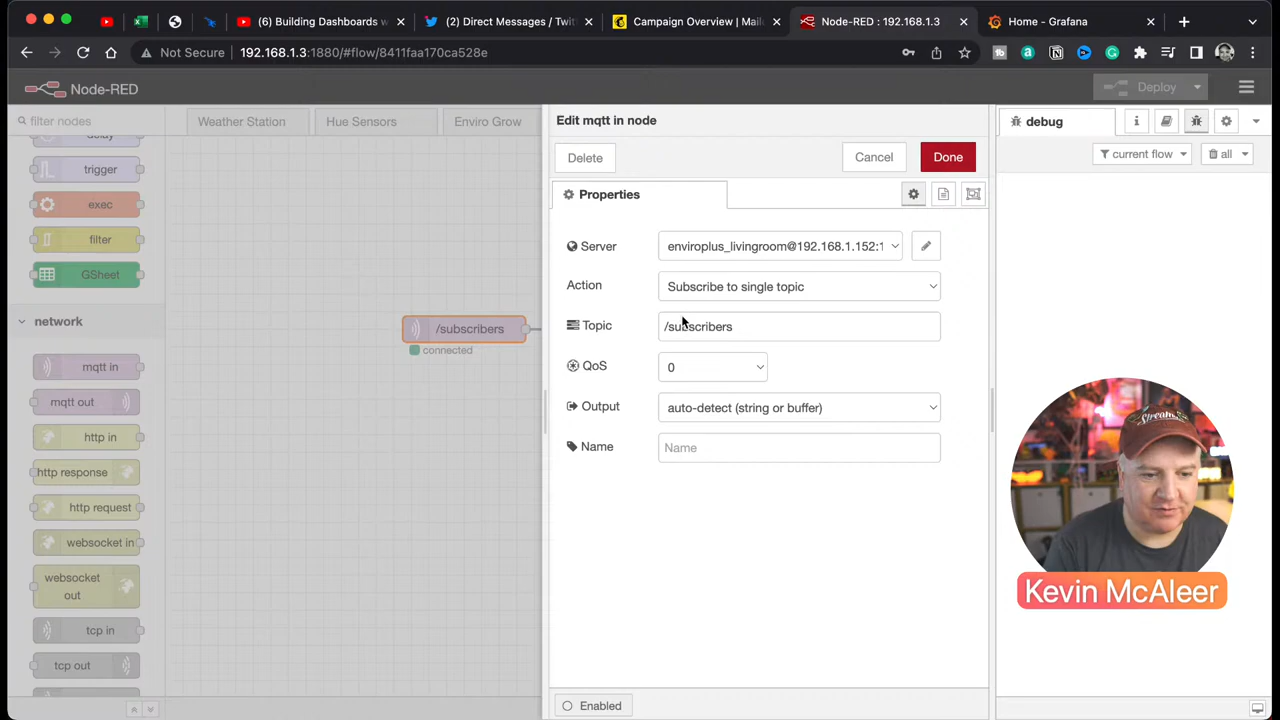 (6) Building Dashboards w
(2) Direct Messages / Twit
Campaign Overview | Mail
Node-RED : 192.168.1.3
Home - Grafana
Not Secure
192.168.1.3:1880/#flow/8411faa170ca528e
Node-RED
Deploy
filter nodes
Weather Station
Hue Sensors
Enviro Grow
Edit mqtt in node
debug
Delete
Cancel
Done
current flow
all
Properties
delay
trigger
exec
filter
GSheet
network
mqtt in
mqtt out
http in
http response
http request
websocket in
websocket
out
tcp in
tcp out
/subscribers
connected
Server
enviroplus_livingroom@192.168.1.152:1
Action
Subscribe to single topic
Topic
/subscribers
QoS
0
Output
auto-detect (string or buffer)
Name
Name
Enabled
Kevin McAleer